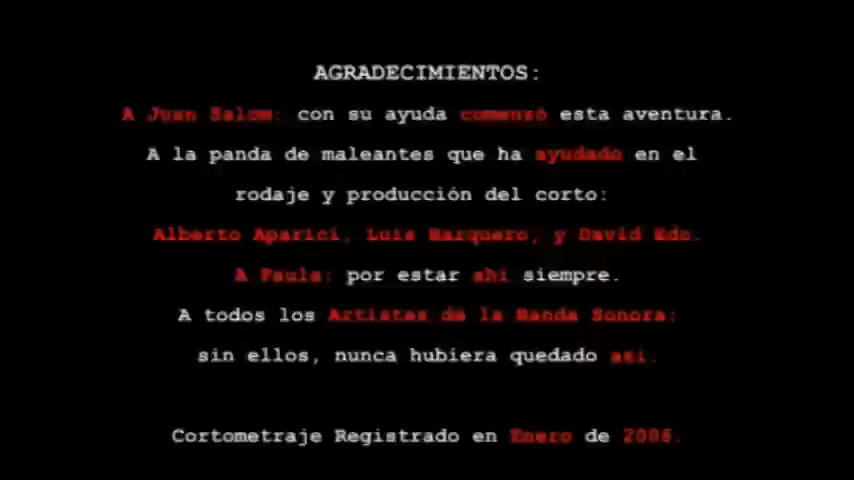 AGRADECIMIENTOS:
A Juan Salom: con su ayuda comenzó esta aventura.
A la panda de maleantes que ha ayudado en el
rodaje y producción del corto:
Alberto Aparici, Luis Barquero, y David Edo.
A Paula: por estar ahí siempre.
A todos los Artistas de la Banda Sonora:
sin ellos, nunca hubiera quedado así.
Cortometraje Registrado en Enero de